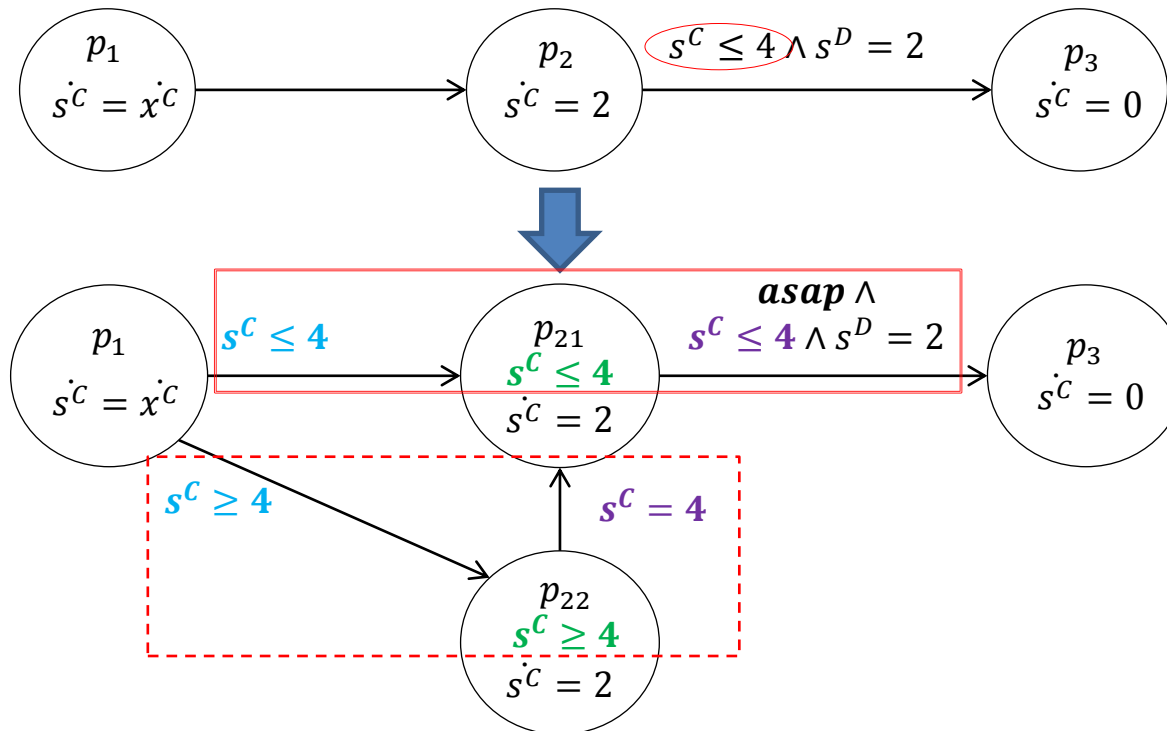 p₁
ṡᶜ = ẋᶜ
p₂
ṡᶜ = 2
sᶜ ≤ 4 ∧ sᴰ = 2
p₃
ṡᶜ = 0
p₁
ṡᶜ = ẋᶜ
sᶜ ≤ 4
p₂₁
sᶜ ≤ 4
ṡᶜ = 2
asap ∧
sᶜ ≤ 4 ∧ sᴰ = 2
p₃
ṡᶜ = 0
sᶜ ≥ 4
sᶜ = 4
p₂₂
sᶜ ≥ 4
ṡᶜ = 2